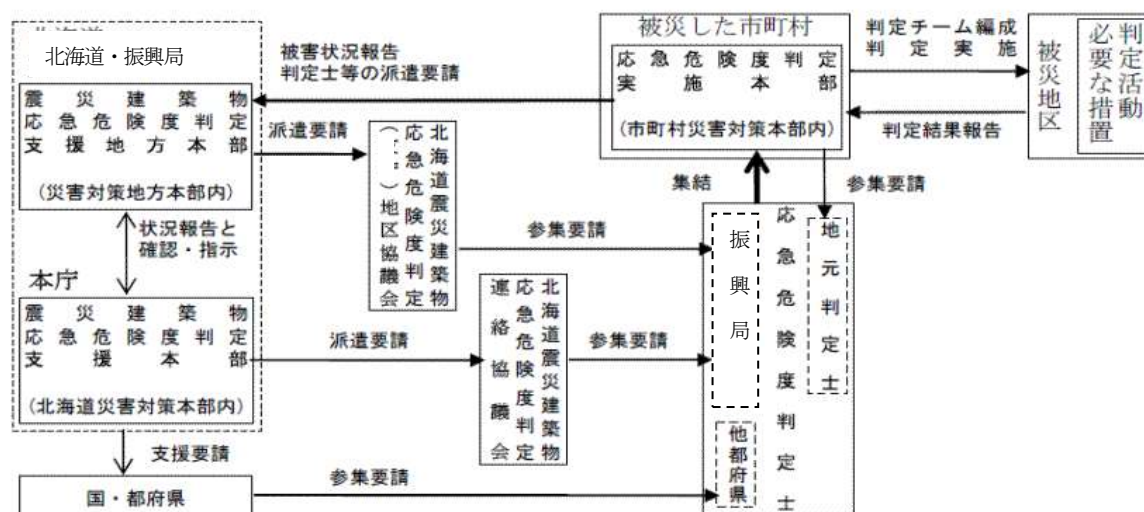 北海道・振興局
震災建築物
応急危険度判定
支援地方本部
(災害対策地方本部内)
状況報告と
確認・指示
本庁
震災建築物
応急危険度判定
支援本部
(北海道災害対策本部内)
支援要請
国・都府県
被害状況報告
判定士等の派遣要請
派遣要請
北海道震災建築物
応急危険度判定
地区協議会
参集要請
派遣要請
北海道震災建築物
応急危険度判定
連絡協議会
参集要請
参集要請
被災した市町村
応急危険度判定
実施本部
(市町村災害対策本部内)
集結
参集要請
応急危険度判定士
振興局
地元判定士
他都府県
判定チーム編成
判定実施
判定結果報告
被災地区
判定活動
必要な措置